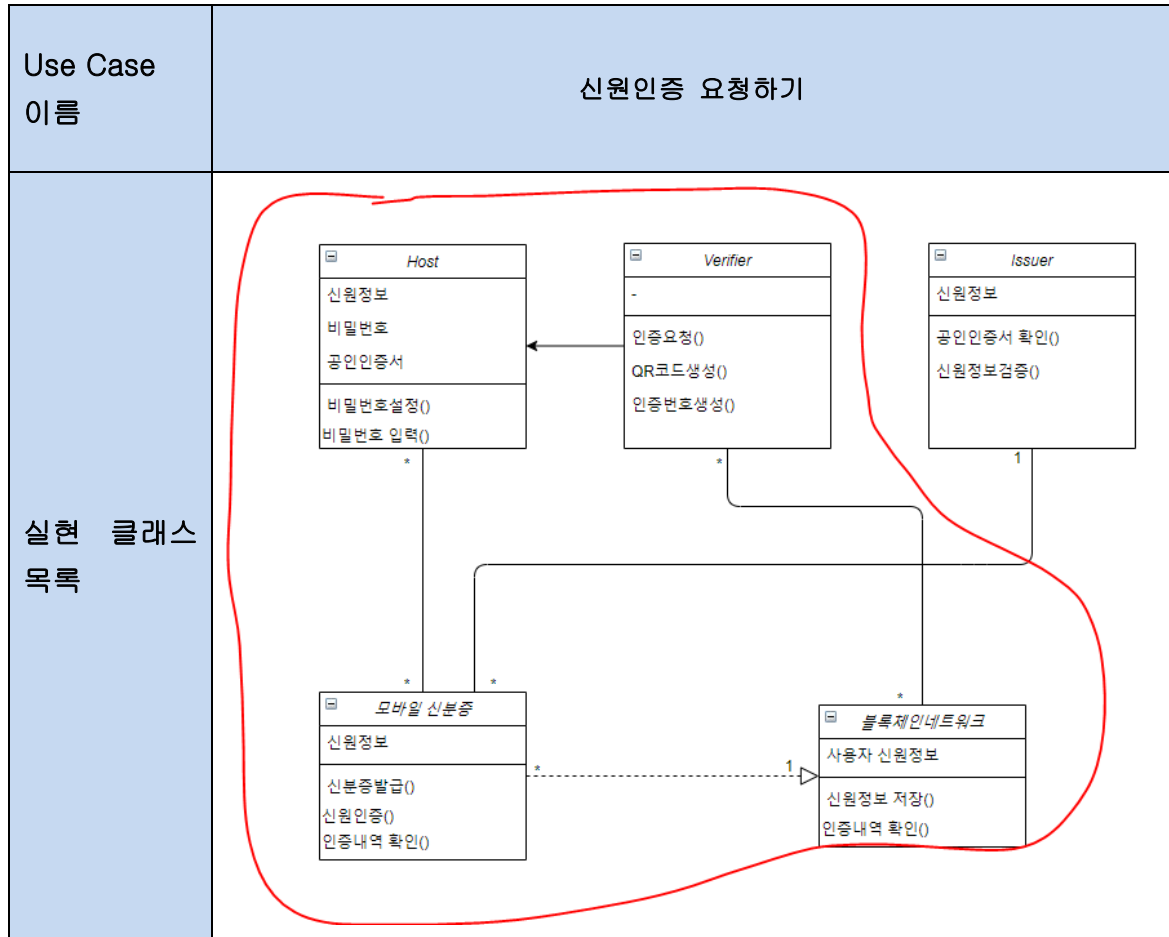 Use Case
이름
신원인증 요청하기
실현 클래스
목록
Host
신원정보
비밀번호
공인인증서
비밀번호설정()
비밀번호 입력()
*
Verifier
-
인증요청()
QR코드생성()
인증번호생성()
*
Issuer
신원정보
공인인증서 확인()
신원정보검증()
1
*
*
모바일 신분증
신원정보
신분증발급()
신원인증()
인증내역 확인()
*
1
*
블록체인네트워크
사용자 신원정보
신원정보 저장()
인증내역 확인()